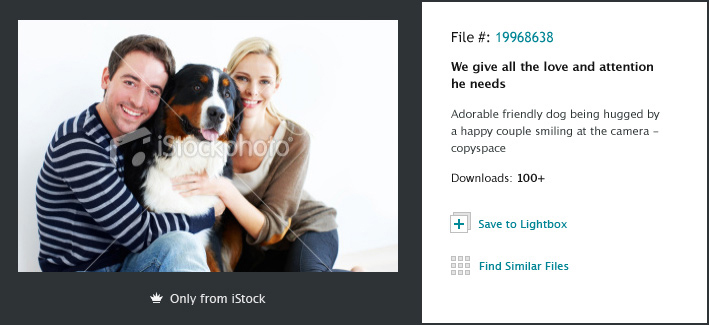 iStockphoto
Only from iStock
File #: 19968638
We give all the love and attention
he needs
Adorable friendly dog being hugged by
a happy couple smiling at the camera –
copyspace
Downloads: 100+
Save to Lightbox
Find Similar Files